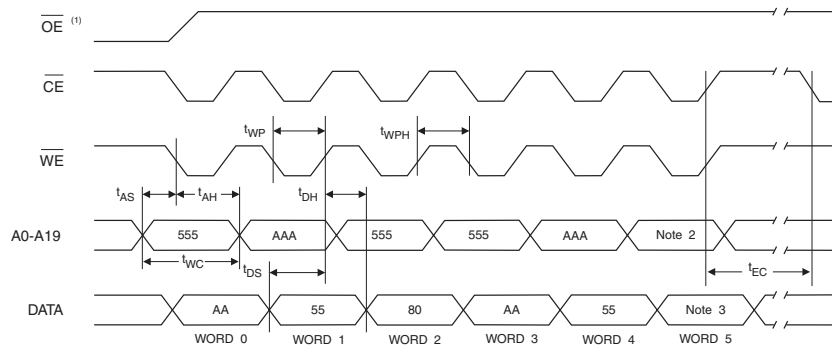 OE (1)
CE
tWP
tWPH
WE
tAS
tAH
tDH
A0-A19
555
AAA
555
555
AAA
Note 2
tWC
tDS
tEC
DATA
AA
55
80
AA
55
Note 3
WORD 0
WORD 1
WORD 2
WORD 3
WORD 4
WORD 5